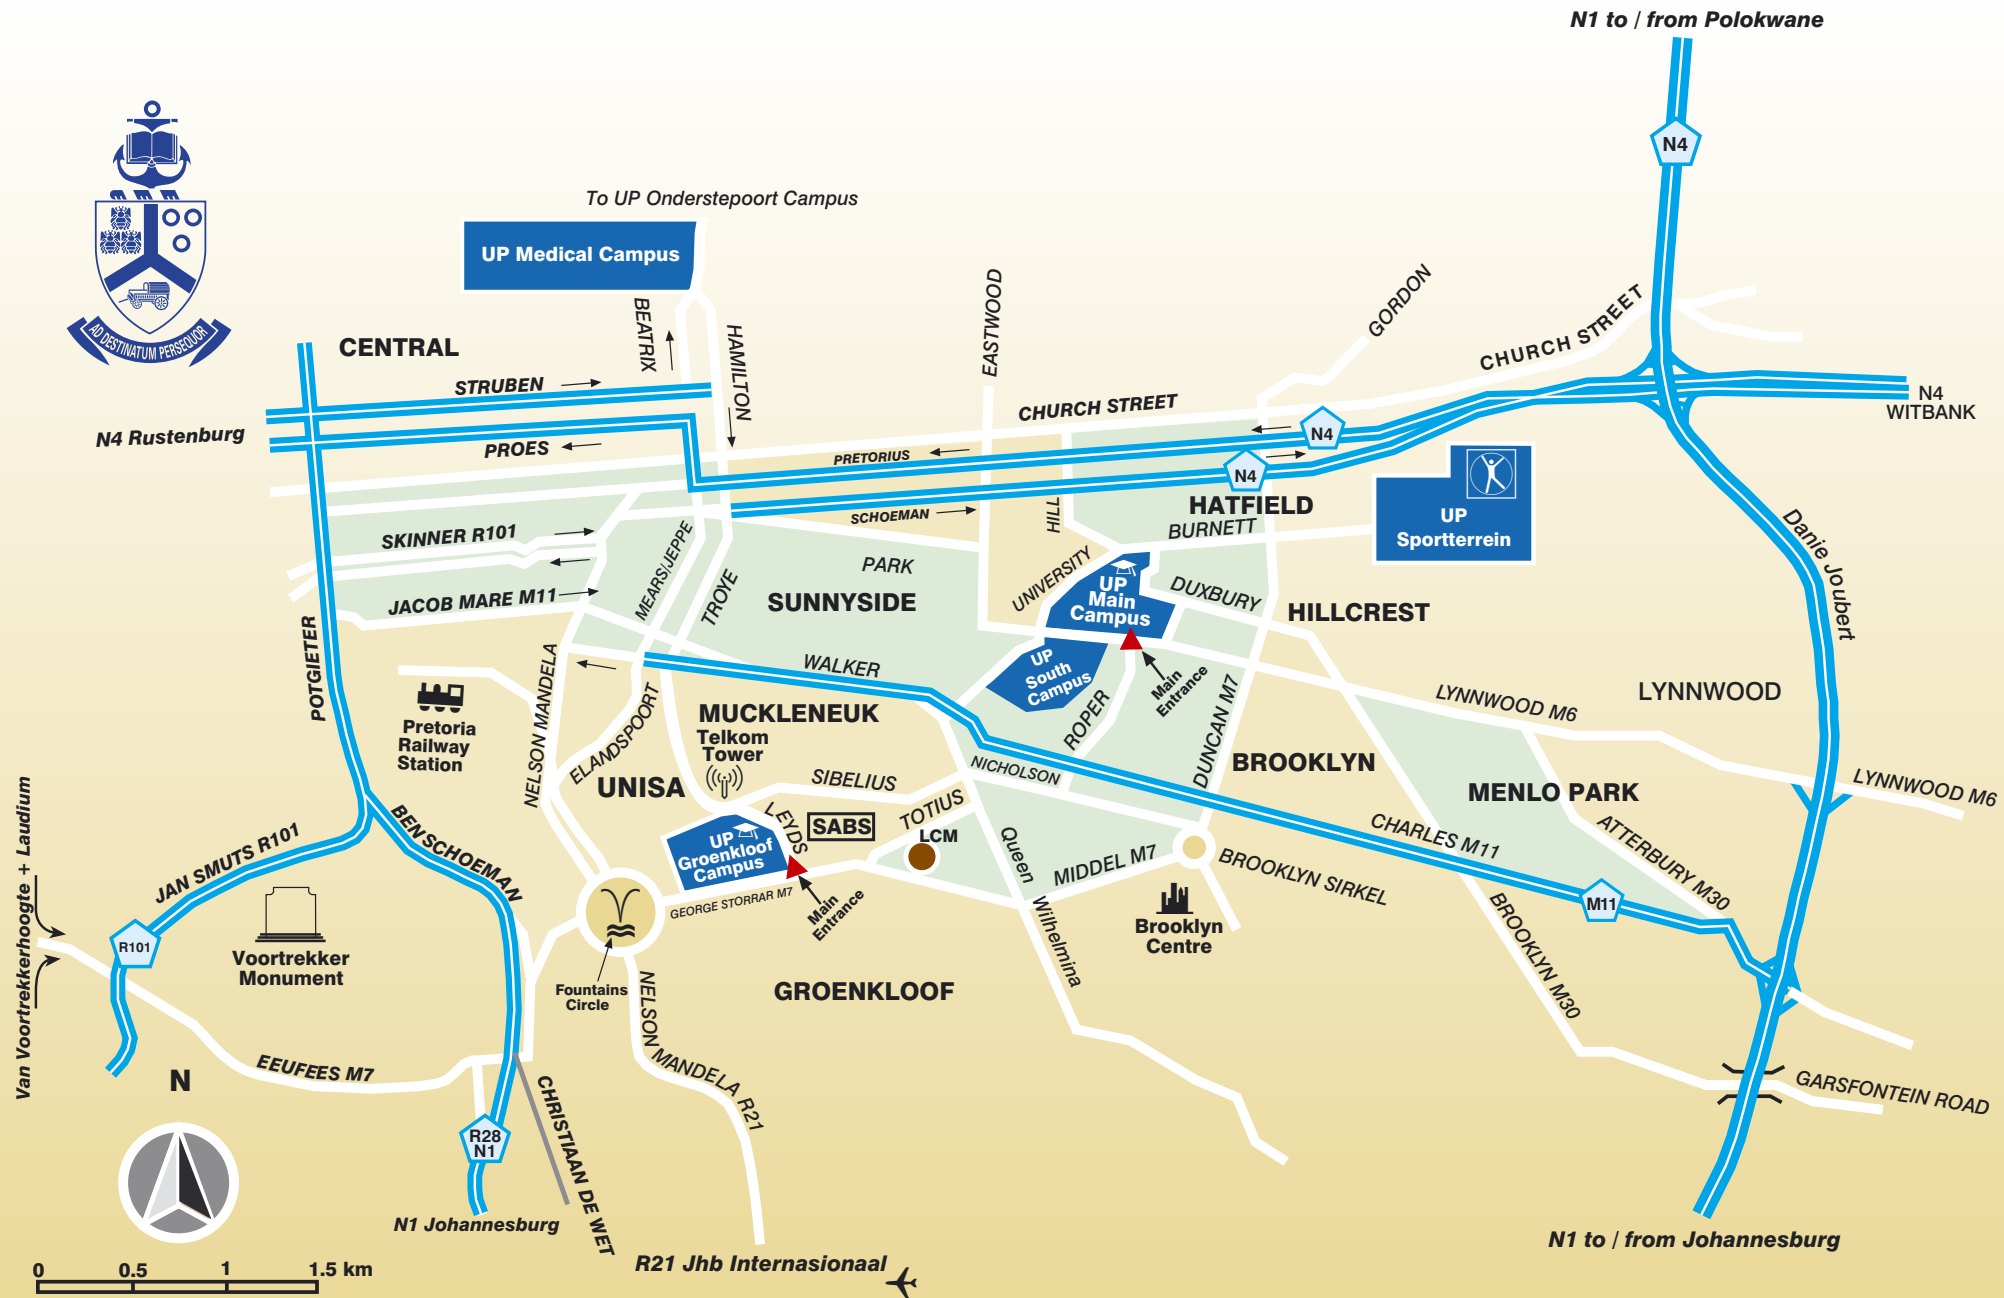 N1 to / from Polokwane
N4
AD DESTINATUM PERSEQUOR
To UP Onderstepoort Campus
UP Medical Campus
BEATRIX
HAMILTON
EASTWOOD
GORDON
CHURCH STREET
CENTRAL
STRUBEN
CHURCH STREET
N4
WITBANK
N4 Rustenburg
PROES
PRETORIUS
N4
N4
HATFIELD
SCHOEMAN
HILL
BURNETT
UP
Sportterrein
SKINNER R101
MEARS/JEPPE
TROYE
PARK
UNIVERSITY
UP
Main
Campus
DUXBURY
Danie Joubert
JACOB MARE M11
SUNNYSIDE
HILLCREST
POTGIETER
NELSON MANDELA
WALKER
UP
South
Campus
Main
Entrance
ROPER
DUNCAN M7
LYNNWOOD M6
LYNNWOOD
Pretoria
Railway
Station
ELANDSPOORT
MUCKLENEUK
Telkom
Tower
UNISA
SIBELIUS
NICHOLSON
BROOKLYN
MENLO PARK
LYNNWOOD M6
BEN SCHOEMAN
JAN SMUTS R101
LEYDS
SABS
TOTIUS
LCM
UP
Groenkloof
Campus
GEORGE STORRAR M7
Main
Entrance
Queen
Wilhelmina
MIDDEL M7
BROOKLYN SIRKEL
CHARLES M11
ATTERBURY M30
M11
BROOKLYN M30
Brooklyn
Centre
Van Voortrekkerhoogte + Laudium
R101
Voortrekker
Monument
Fountains
Circle
GROENKLOOF
NELSON MANDELA R21
EEUFEES M7
N
CHRISTIAAN DE WET
R28
N1
GARSFONTEIN ROAD
N1 Johannesburg
R21 Jhb Internasionaal
N1 to / from Johannesburg
0 0.5 1 1.5 km